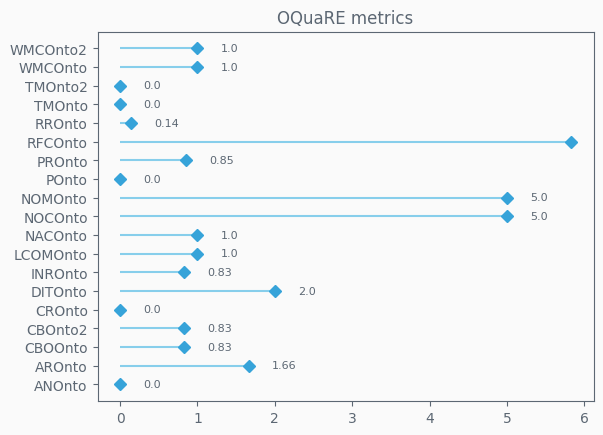 OQuaRE metrics
WMCOnto2 1.0
WMCOnto 1.0
TMOnto2 0.0
TMOnto 0.0
RROnto 0.14
RFCOnto
PROnto 0.85
POnto 0.0
NOMOnto 5.0
NOCOnto 5.0
NACOnto 1.0
LCOMOnto 1.0
INROnto 0.83
DITOnto 2.0
CROnto 0.0
CBOnto2 0.83
CBOOnto 0.83
AROnto 1.66
ANOnto 0.0
0 1 2 3 4 5 6